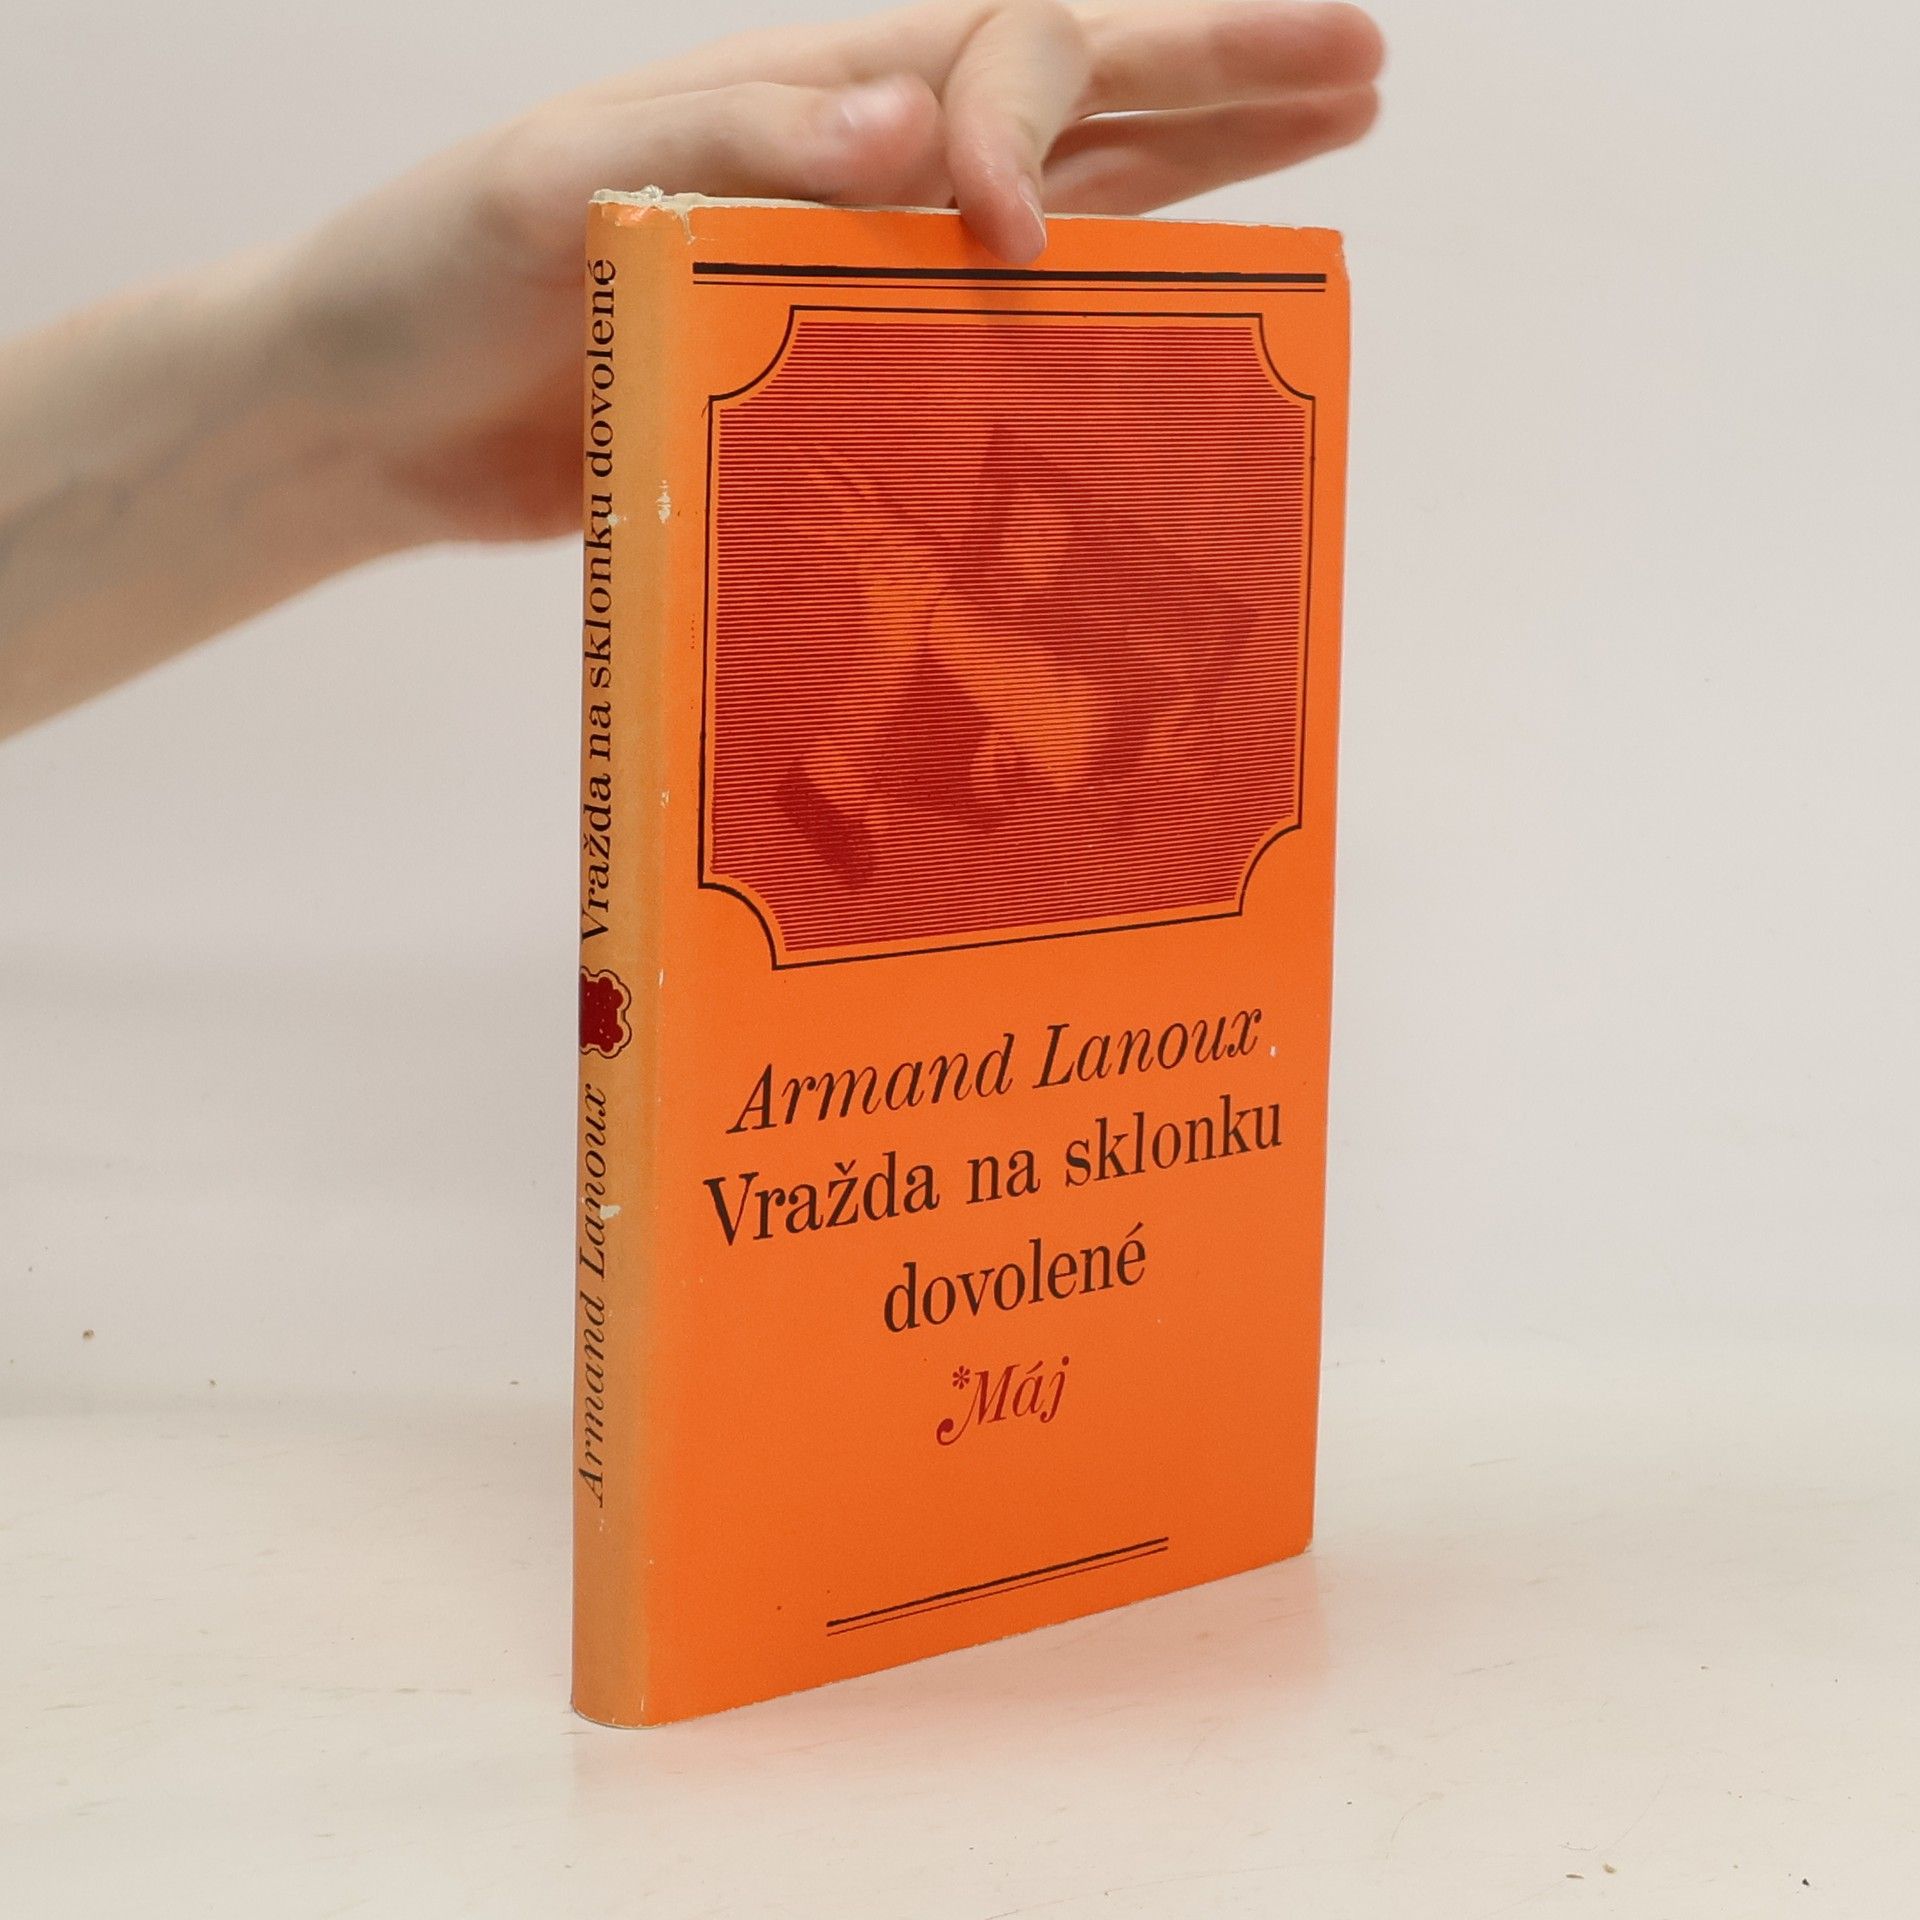 Armand Lanoux Vražda na sklonku dovolené
Armand Lanoux
Vražda na sklonku
dovolené
*Máj